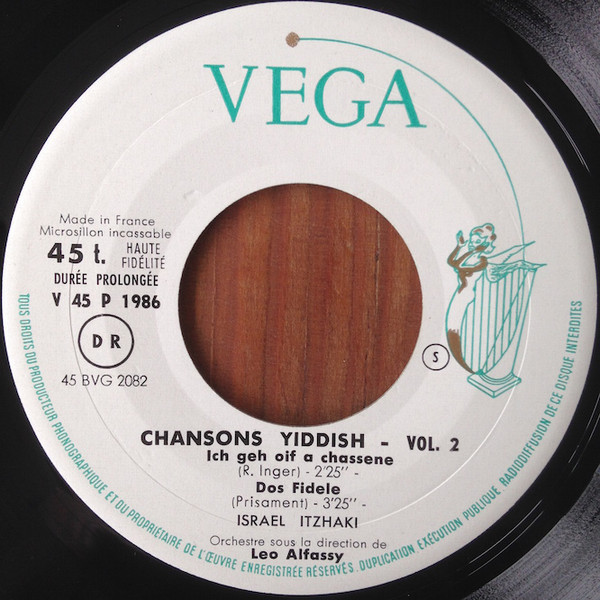 VEGA
Made in France
Microsillon incassable
45 t. HAUTE FIDÉLITÉ
DURÉE PROLONGÉE
V 45 P 1986
DR
45 BVG 2082
S
CHANSONS YIDDISH - VOL. 2
Ich geh oif a chassene
(R. Inger) - 2'25'' -
Dos Fidele
(Prisament) - 3'25'' -
ISRAEL ITZHAKI
Orchestre sous la direction de
Leo Alfassy
TOUS DROITS DU PRODUCTEUR PHONOGRAPHIQUE ET DU PROPRIETAIRE DE L'ŒUVRE ENREGISTRÉE RÉSERVÉS. DUPLICATION EXÉCUTION PUBLIQUE RADIODIFFUSION DE CE DISQUE INTERDITES